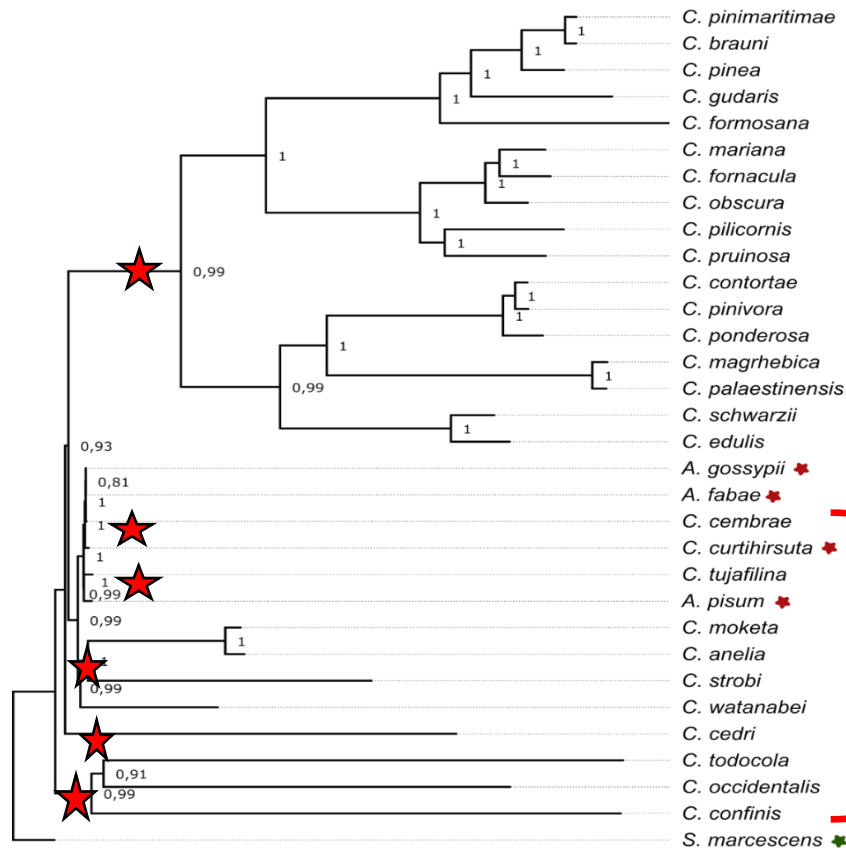 C. pinimaritimae
1
C. brauni
1
C. pinea
1
C. gudaris
1
C. formosana
C. mariana
1
1
C. fornacula
1
C. obscura
1
C. pilicornis
1
C. pruinosa
0,99
C. contortae
1
C. pinivora
1
C. ponderosa
1
C. magrhebica
1
C. palaestinensis
0,99
C. schwarzii
1
C. edulis
0,93
A. gossypii
0,81
A. fabae
1
C. cembrae
1
C. curtihirsuta
1
C. tujafilina
1
0,99
A. pisum
0,99
C. moketa
1
C. anelia
1
C. strobi
0,99
C. watanabei
C. cedri
C. todocola
0,91
C. occidentalis
0,99
C. confinis
S. marcescens